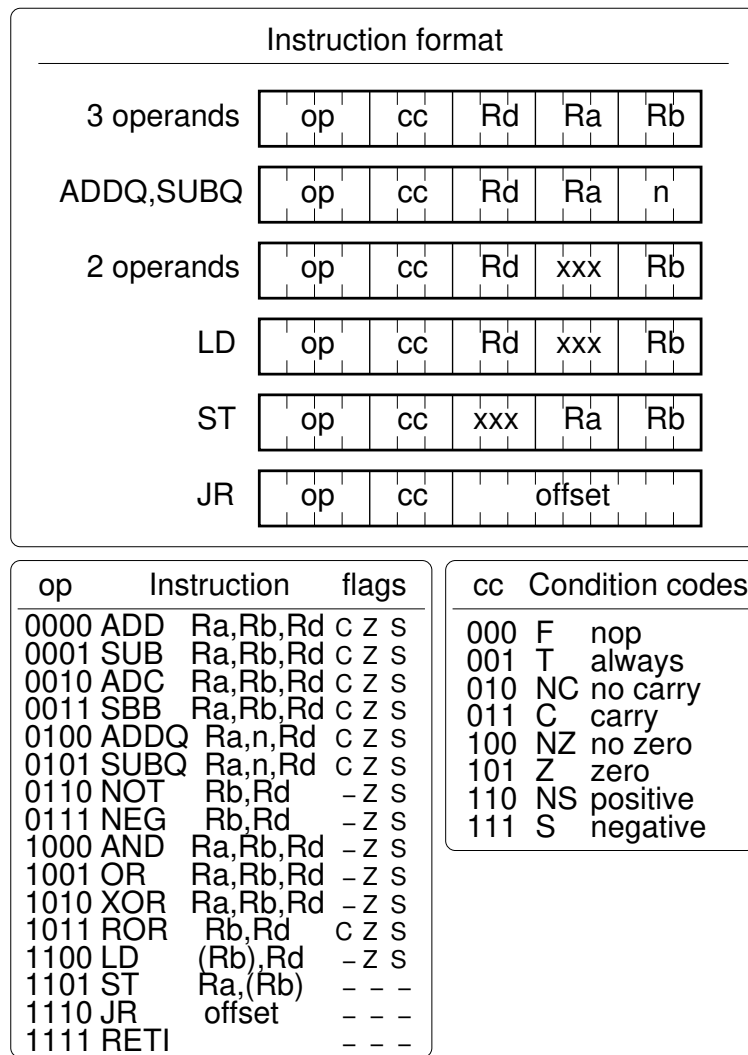 Instruction format
3 operands op cc Rd Ra Rb
ADDQ,SUBQ op cc Rd Ra n
2 operands op cc Rd xxx Rb
LD op cc Rd xxx Rb
ST op cc xxx Ra Rb
JR op cc offset
op Instruction flags
0000 ADD Ra,Rb,Rd C Z S
0001 SUB Ra,Rb,Rd C Z S
0010 ADC Ra,Rb,Rd C Z S
0011 SBB Ra,Rb,Rd C Z S
0100 ADDQ Ra,n,Rd C Z S
0101 SUBQ Ra,n,Rd C Z S
0110 NOT Rb,Rd – Z S
0111 NEG Rb,Rd – Z S
1000 AND Ra,Rb,Rd – Z S
1001 OR Ra,Rb,Rd – Z S
1010 XOR Ra,Rb,Rd – Z S
1011 ROR Rb,Rd C Z S
1100 LD (Rb),Rd – Z S
1101 ST Ra,(Rb) – – –
1110 JR offset – – –
1111 RETI – – –
cc Condition codes
000 F nop
001 T always
010 NC no carry
011 C carry
100 NZ no zero
101 Z zero
110 NS positive
111 S negative